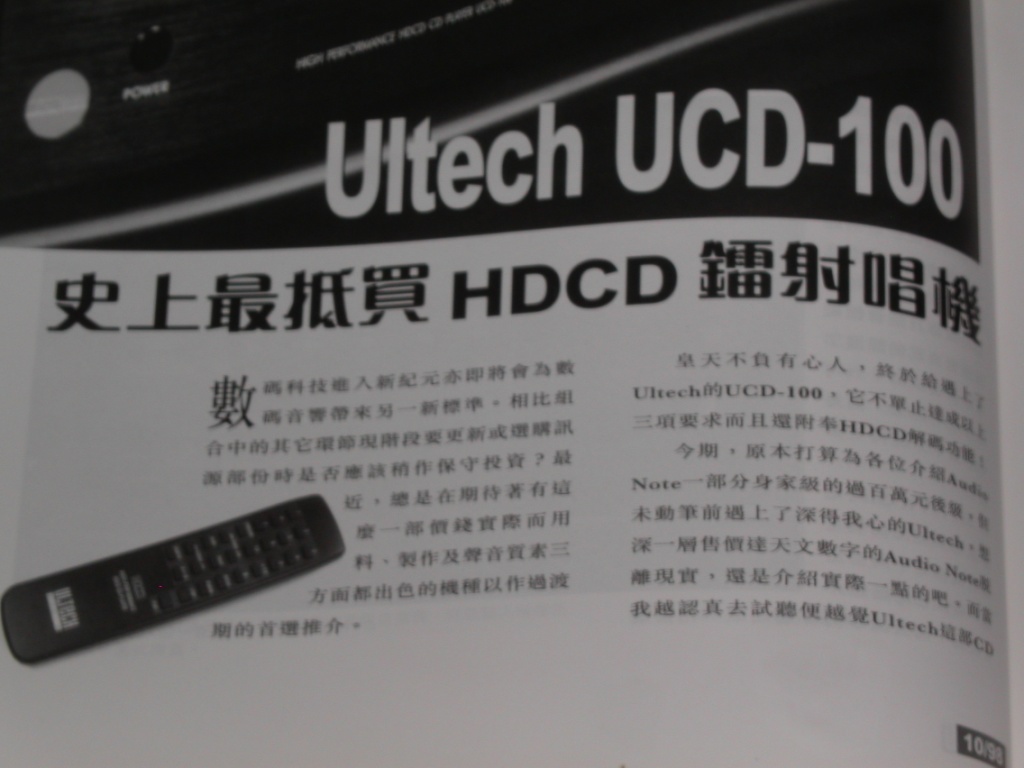 HIGH PERFORMANCE HDCD CD PLAYER
POWER
Ultech UCD-100
史上最抵買 HDCD 鐳射唱機
數碼科技進入新紀元亦即將會為數
碼音響帶來另一新標準。相比組
合中的其它環節現階段要更新或選購訊
源部份時是否應該稍作保守投資？最
近，總是在期待著有這
麼一部價錢實際而用
料、製作及聲音質素三
方面都出色的機種以作過渡
期的首選推介。
皇天不負有心人，終於給遇上了
Ultech的UCD-100，它不單止達成以上
三項要求而且還附奉HDCD解碼功能！
今期，原本打算為各位介紹Audio
Note一部分身家級的過百萬元後級，但
未動筆前遇上了深得我心的Ultech，想
深一層售價達天文數字的Audio Note
離現實，還是介紹實際一點的吧。而當
我越認真去試聽便越覺Ultech這部CD
ULTECH
10/98